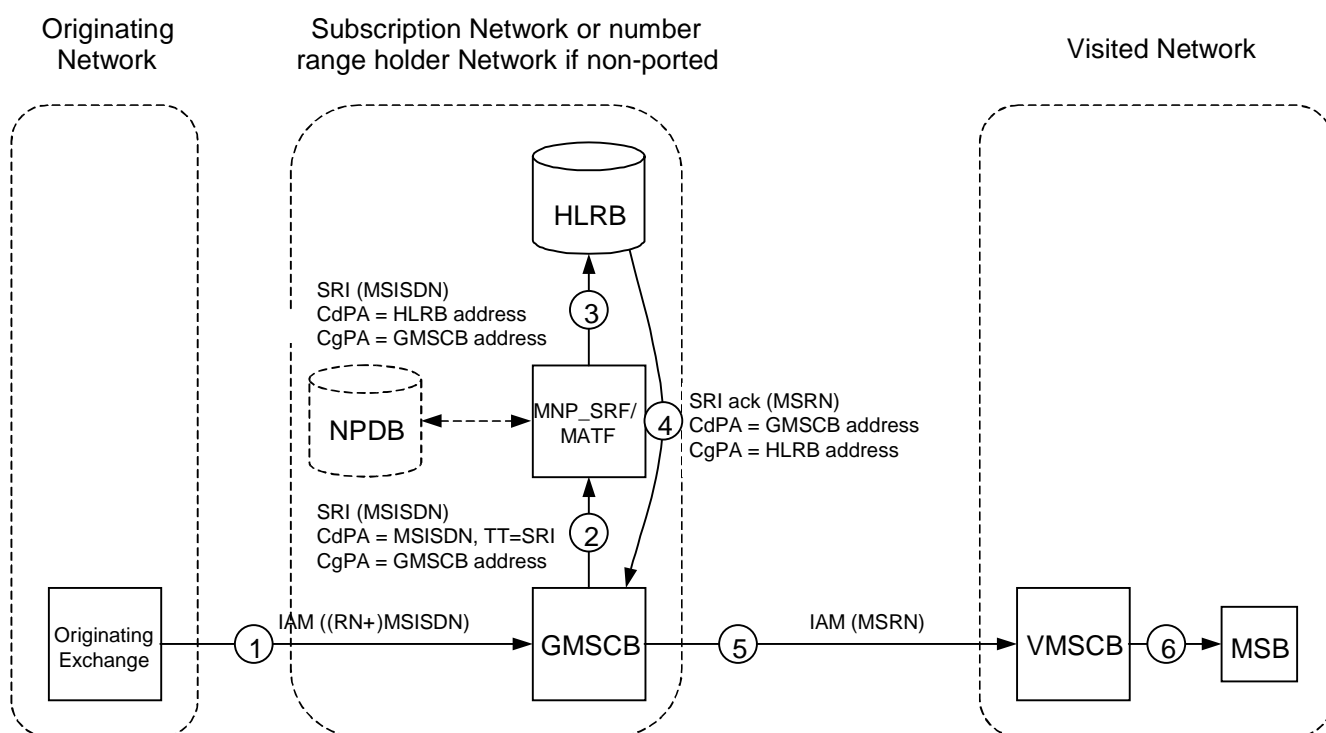 Originating
Network
Subscription Network or number
range holder Network if non-ported
Visited Network
HLRB
SRI (MSISDN)
CdPA = HLRB address
CgPA = GMSCB address
3
NPDB
MNP_SRF/
MATF
4
SRI ack (MSRN)
CdPA = GMSCB address
CgPA = HLRB address
SRI (MSISDN)
CdPA = MSISDN, TT=SRI
CgPA = GMSCB address
2
Originating
Exchange
1
IAM ((RN+)MSISDN)
GMSCB
5
IAM (MSRN)
VMSCB
6
MSB